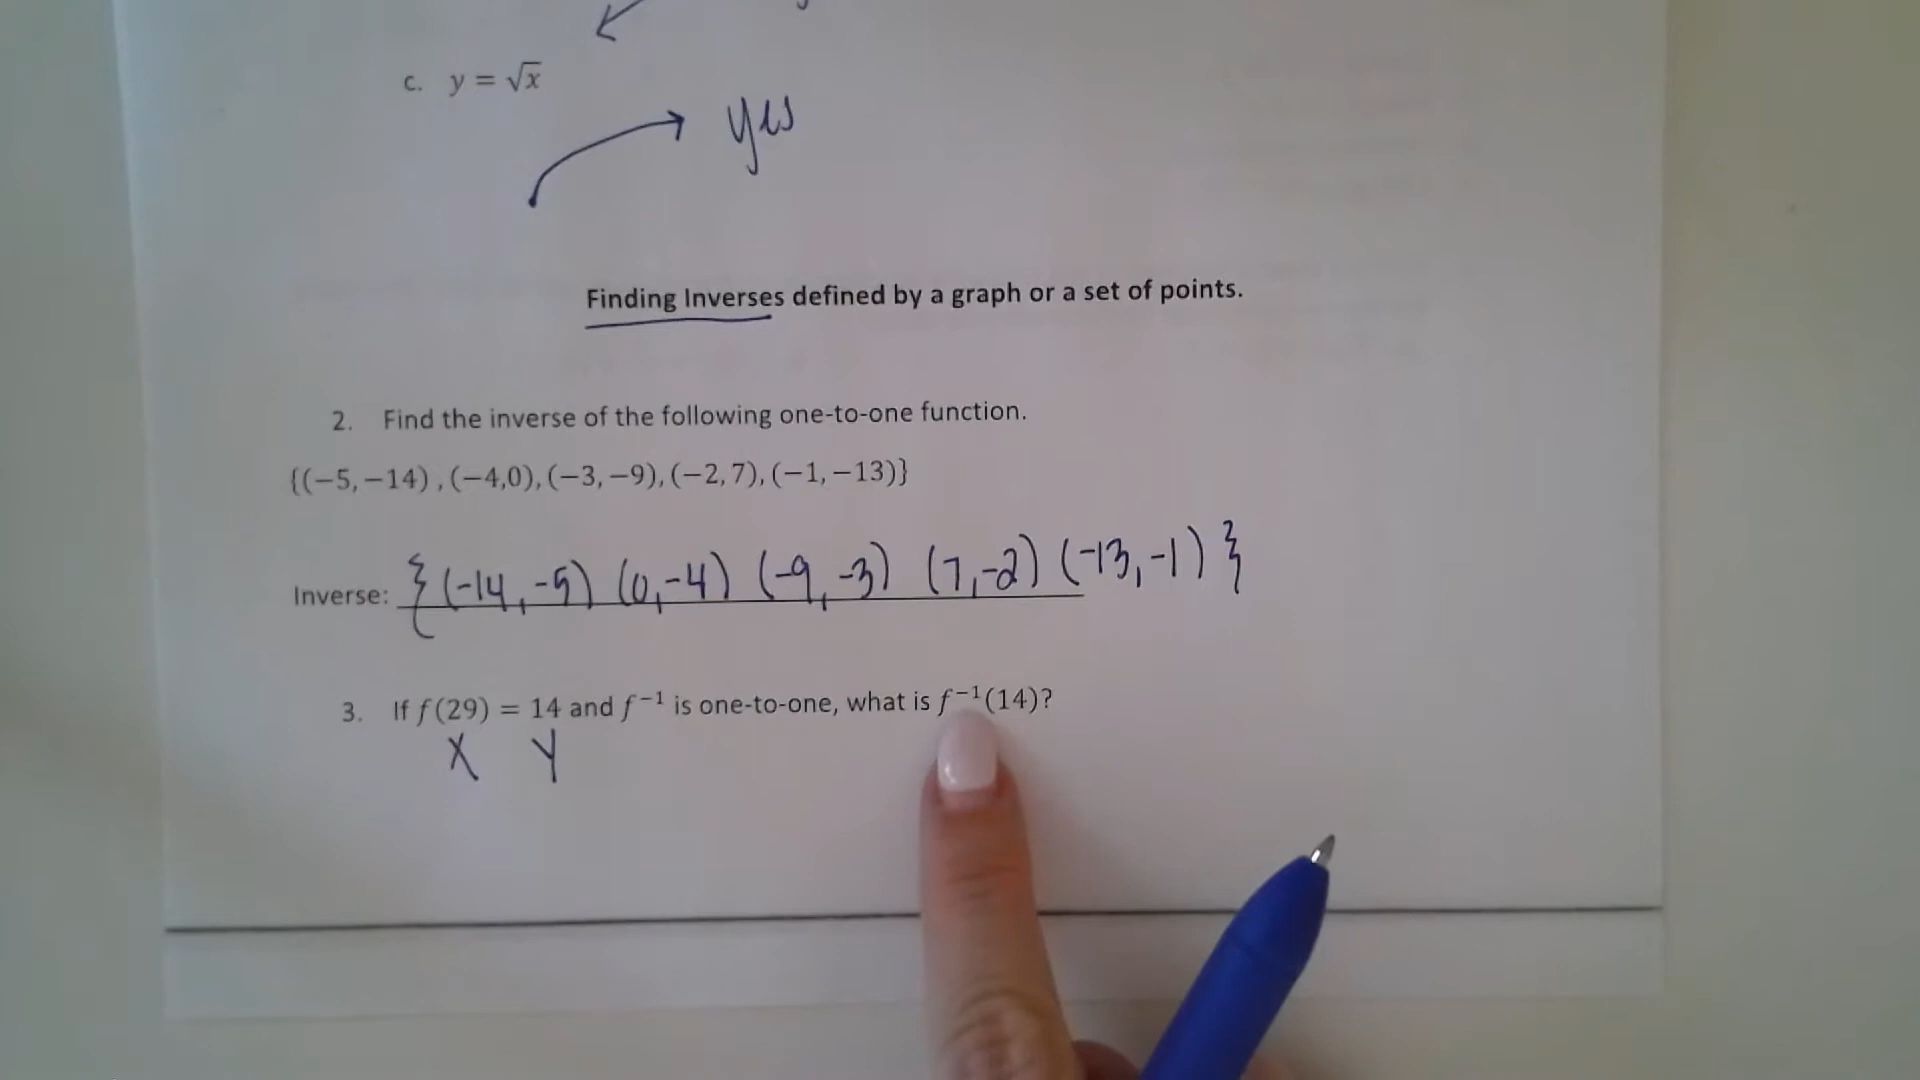 c. y = √x
yes
Finding Inverses defined by a graph or a set of points.
2. Find the inverse of the following one-to-one function.
{(−5,−14) ,(−4,0),(−3,−9),(−2,7),(−1,−13)}
Inverse: {(-14,-5) (0,-4) (-9,-3) (7,-2) (-13,-1)}
3. If f(29) = 14 and f⁻¹ is one-to-one, what is f⁻¹(14)?
X Y